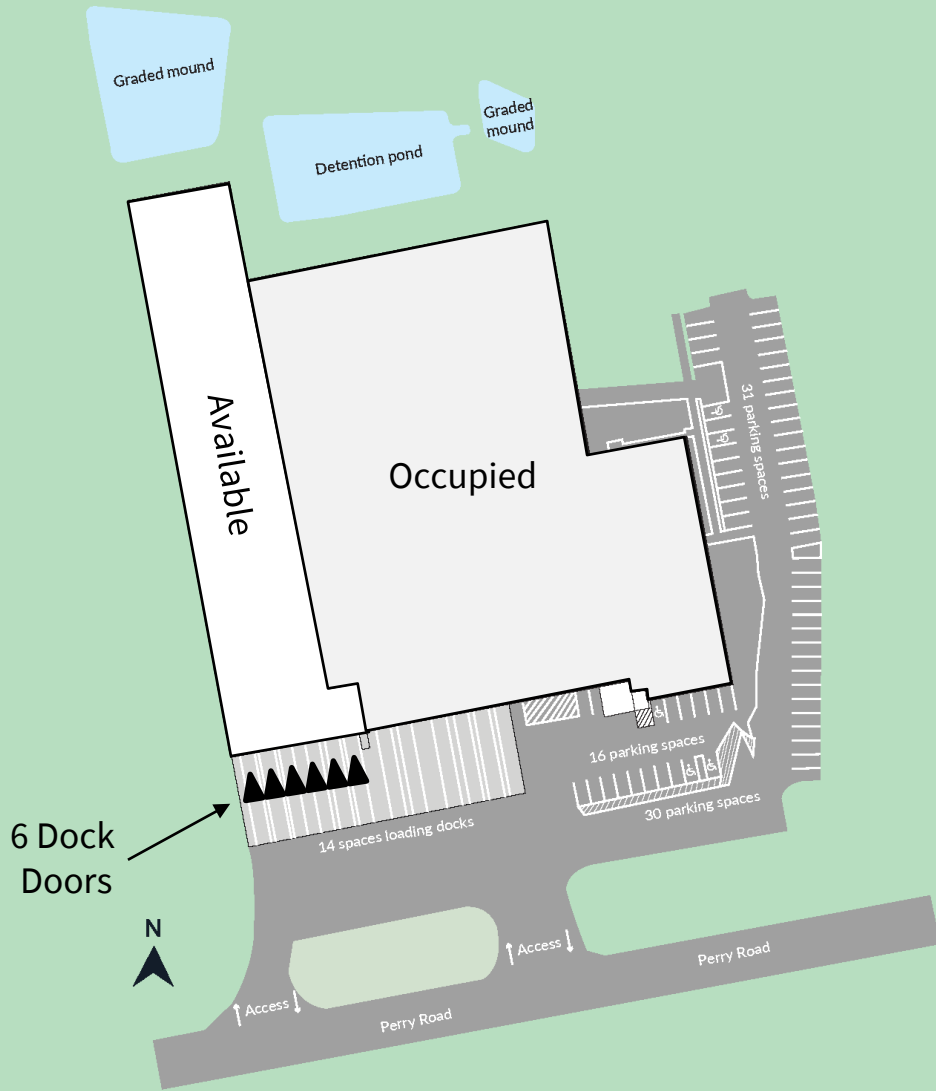 Graded mound
Graded
mound
Detention pond
31 parking spaces
Available
Occupied
16 parking spaces
30 parking spaces
14 spaces loading docks
6 Dock
Doors
N
Access
Perry Road
Access
Perry Road